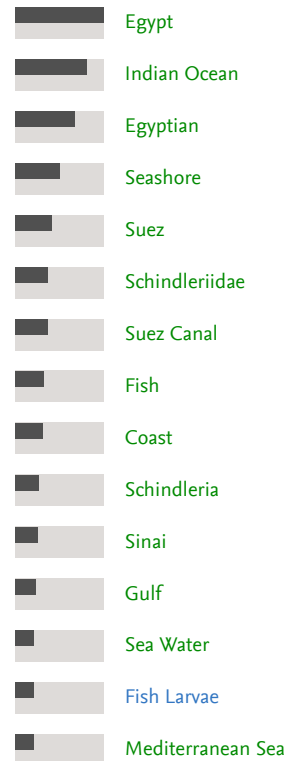 Egypt
Indian Ocean
Egyptian
Seashore
Suez
Schindleriidae
Suez Canal
Fish
Coast
Schindleria
Sinai
Gulf
Sea Water
Fish Larvae
Mediterranean Sea